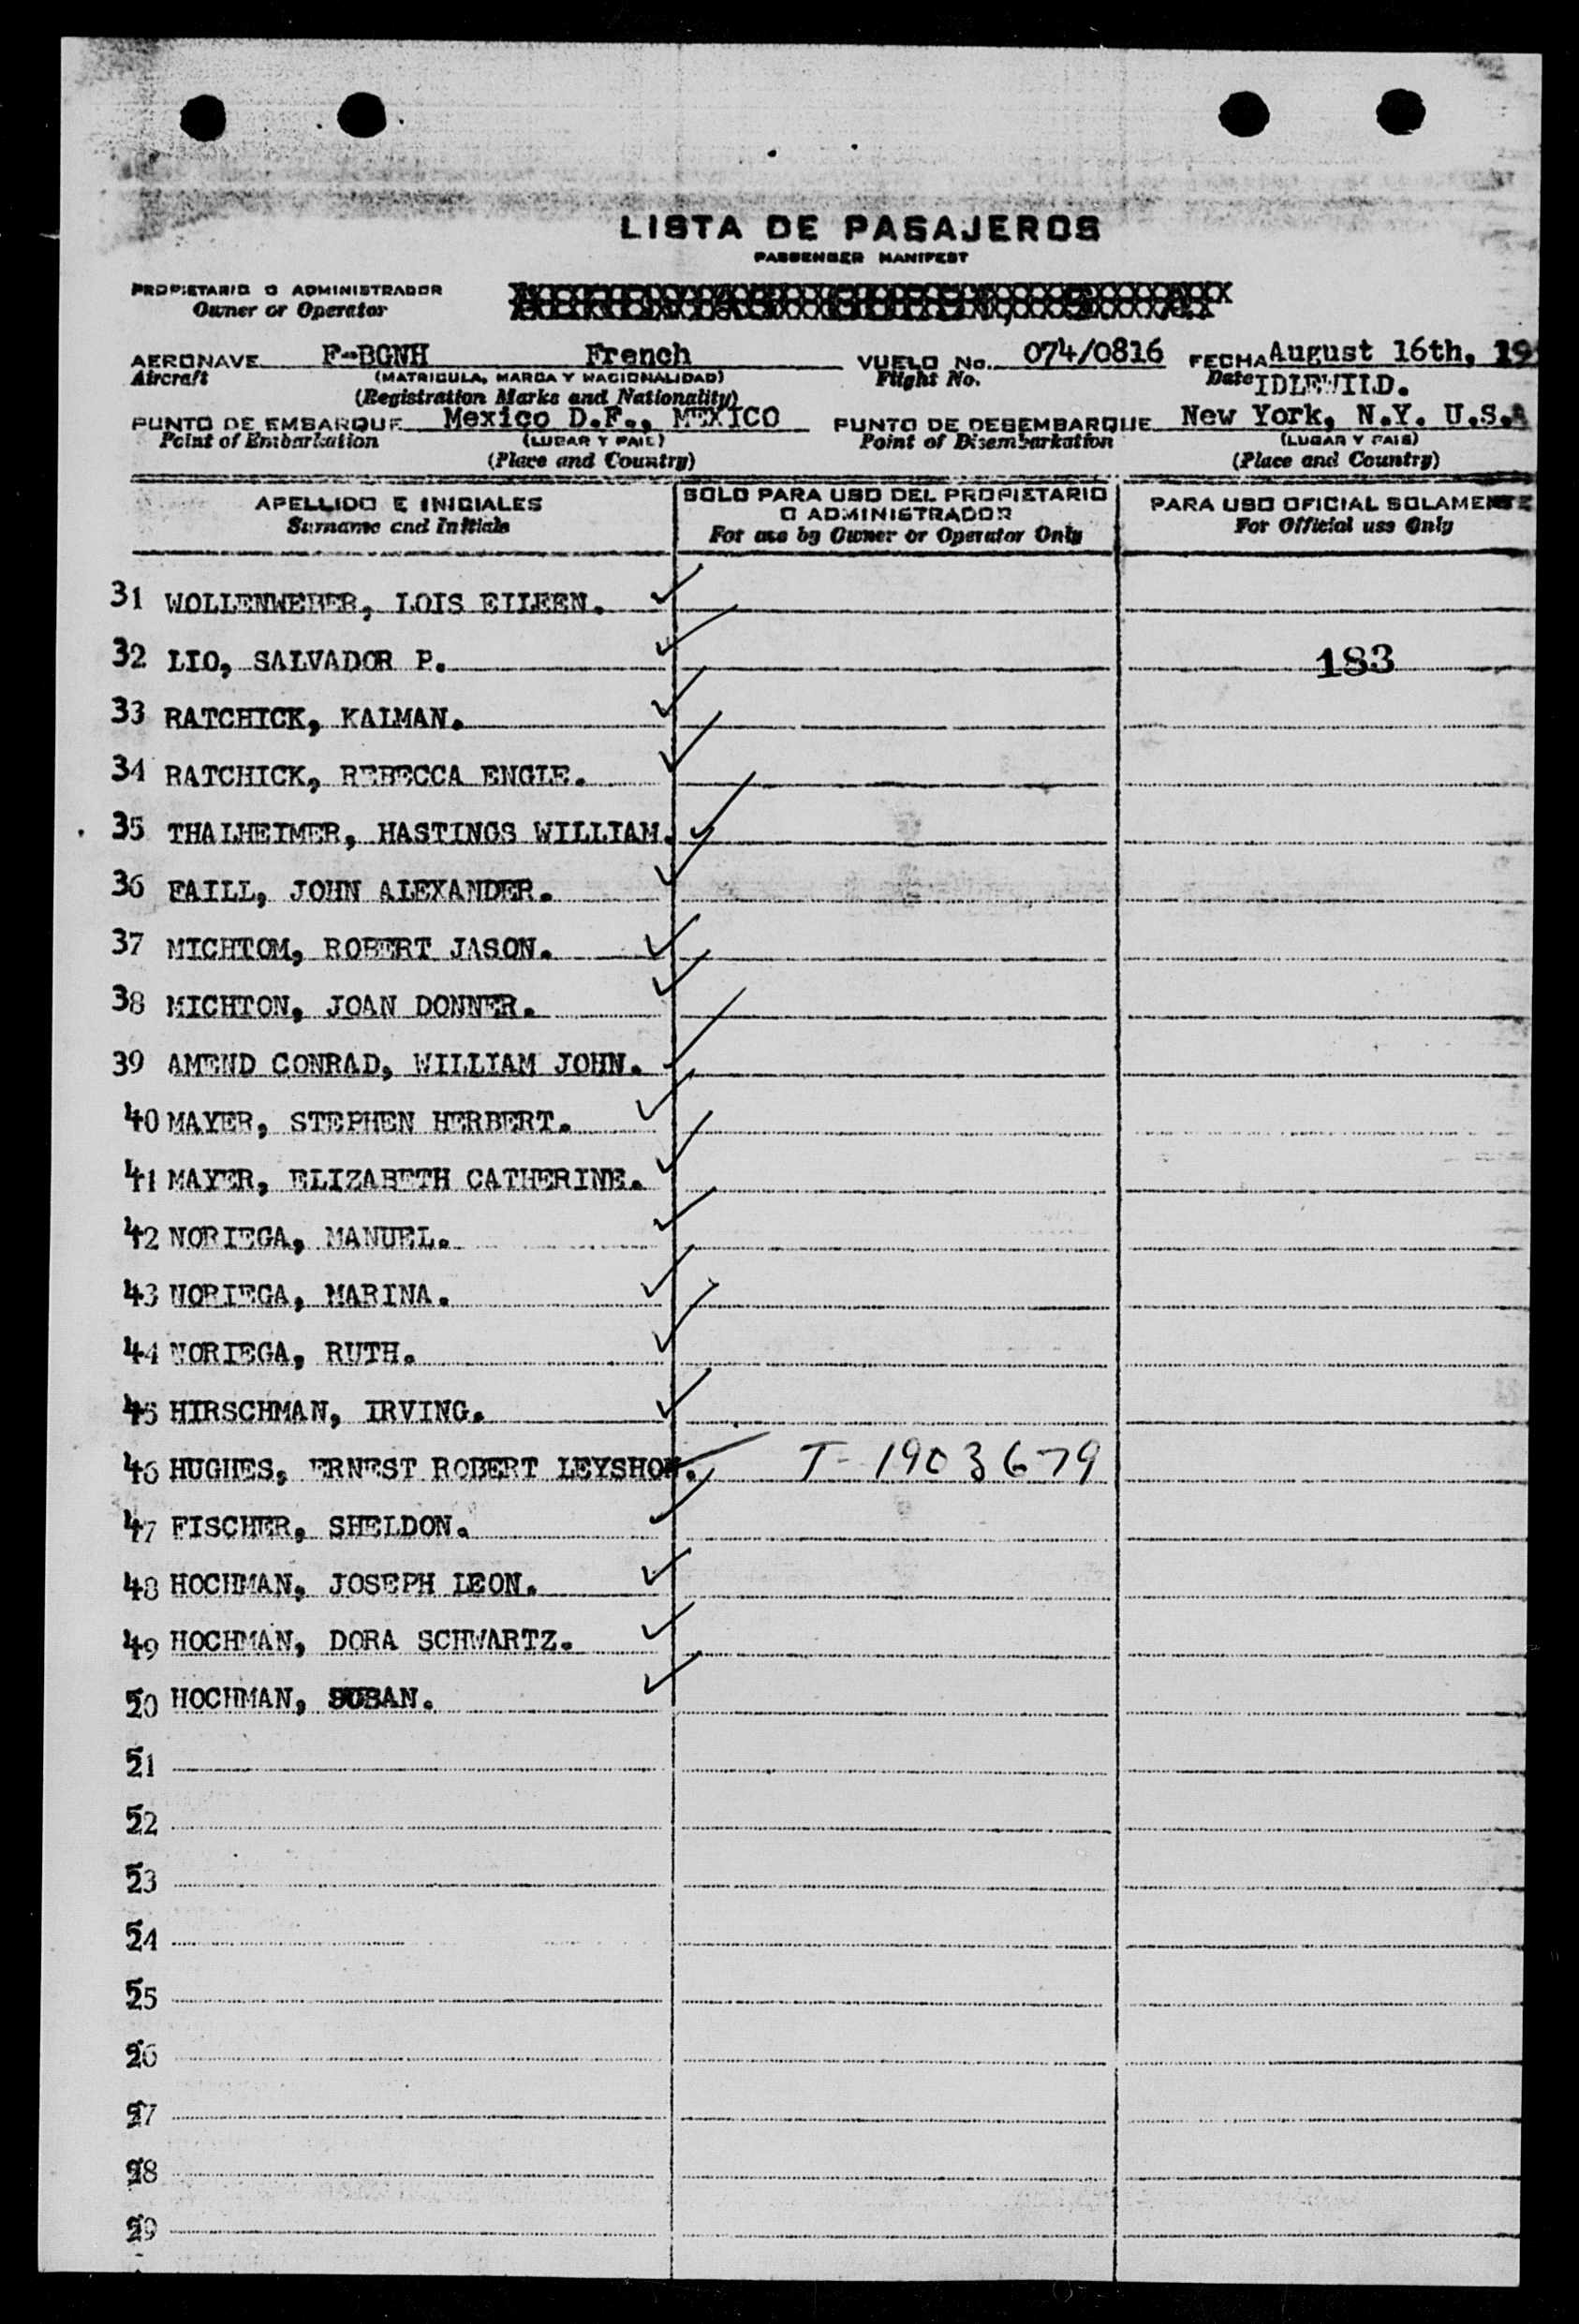 LISTA DE PASAJEROS
PASSENGER MANIFEST
PROPIETARIO O ADMINISTRADOR
Owner or Operator
AERONAVE F-BGNH French VUELO No. 074/0816 FECHA August 16th, 19
Aircraft (MATRICULA, MARCA Y NACIONALIDAD) Flight No. Date IDLEWILD.
(Registration Marks and Nationality)
PUNTO DE EMBARQUE Mexico D.F., MEXICO PUNTO DE DESEMBARQUE New York, N.Y. U.S.A
Point of Embarkation (LUGAR Y PAIS) Point of Disembarkation (LUGAR Y PAIS)
(Place and Country) (Place and Country)
APELLIDO E INICIALES SOLO PARA USO DEL PROPIETARIO O ADMINISTRADOR PARA USO OFICIAL SOLAMENTE
Surname and Initials For use by Owner or Operator Only For Official use Only
31 WOLLENWEBER, LOIS EILEEN.
32 LIO, SALVADOR P. 183
33 RATCHICK, KALMAN.
34 RATCHICK, REBECCA ENGLE.
35 THALHEIMER, HASTINGS WILLIAM.
36 FAILL, JOHN ALEXANDER.
37 MICHTOM, ROBERT JASON.
38 MICHTON, JOAN DONNER.
39 AMEND CONRAD, WILLIAM JOHN.
40 MAYER, STEPHEN HERBERT.
41 MAYER, ELIZABETH CATHERINE.
42 NORIEGA, MANUEL.
43 NORIEGA, MARINA.
44 NORIEGA, RUTH.
45 HIRSCHMAN, IRVING.
46 HUGHES, ERNEST ROBERT LEYSHON. T-1903679
47 FISCHER, SHELDON.
48 HOCHMAN, JOSEPH LEON.
49 HOCHMAN, DORA SCHWARTZ.
50 HOCHMAN, SUSAN.
51
52
53
54
55
26
27
28
29